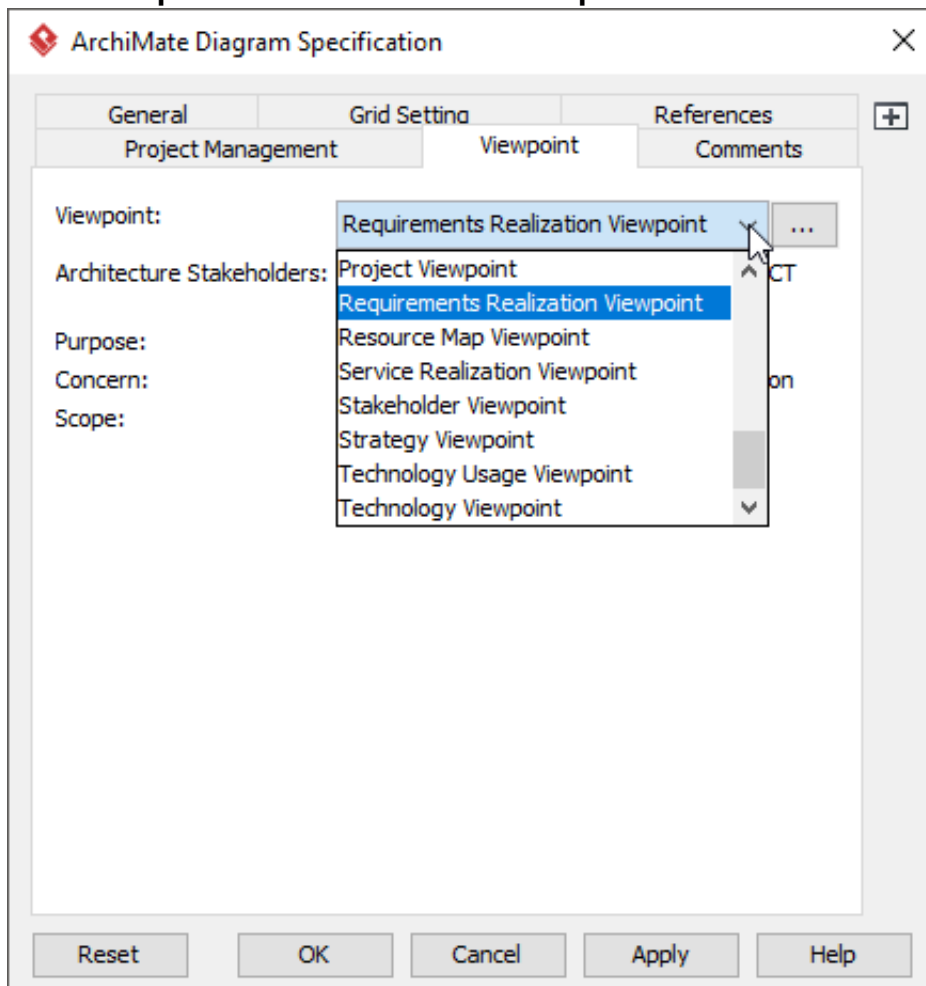 ArchiMate Diagram Specification
General Grid Setting References
Project Management Viewpoint Comments
Viewpoint: Requirements Realization Viewpoint ...
Architecture Stakeholders: Project Viewpoint CT
Requirements Realization Viewpoint
Purpose: Resource Map Viewpoint
Concern: Service Realization Viewpoint on
Scope: Stakeholder Viewpoint
Strategy Viewpoint
Technology Usage Viewpoint
Technology Viewpoint
Reset OK Cancel Apply Help